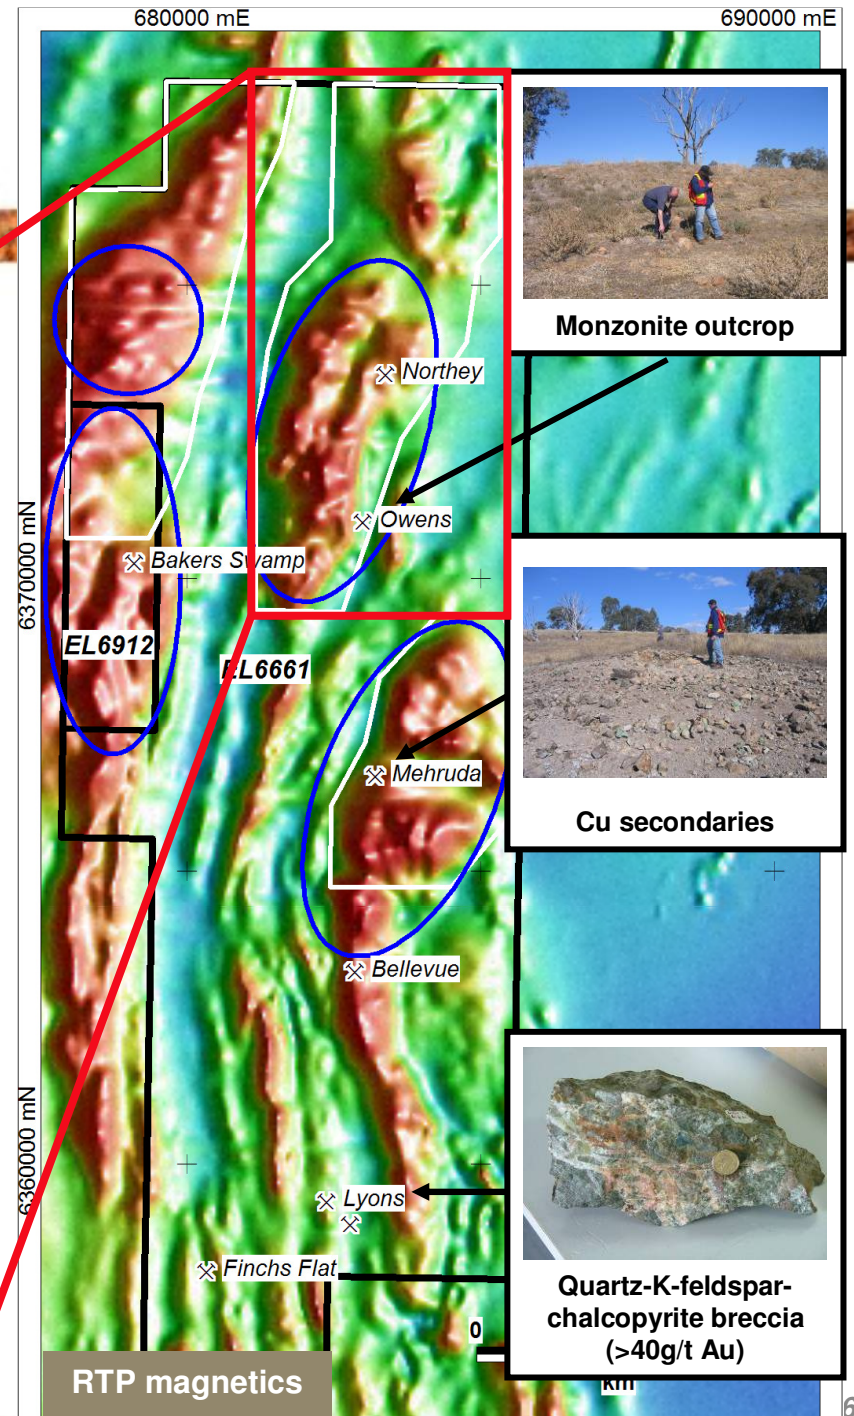 680000 mE
690000 mE
Monzonite outcrop
Northey
Owens
6370000 mN
Bakers Swamp
EL6912
EL6661
Mehruda
Cu secondaries
Bellevue
6360000 mN
Lyons
Finchs Flat
Quartz-K-feldspar-
chalcopyrite breccia
(>40g/t Au)
0
km
RTP magnetics
6